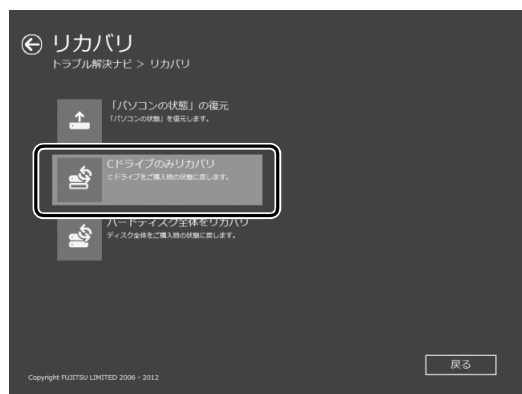 リカバリ
トラブル解決ナビ > リカバリ
「パソコンの状態」の復元
「パソコンの状態」を復元します。
Cドライブのみリカバリ
Cドライブをご購入時の状態に戻します。
ハードディスク全体をリカバリ
ディスク全体をご購入時の状態に戻します。
戻る
Copyright FUJITSU LIMITED 2006 - 2012